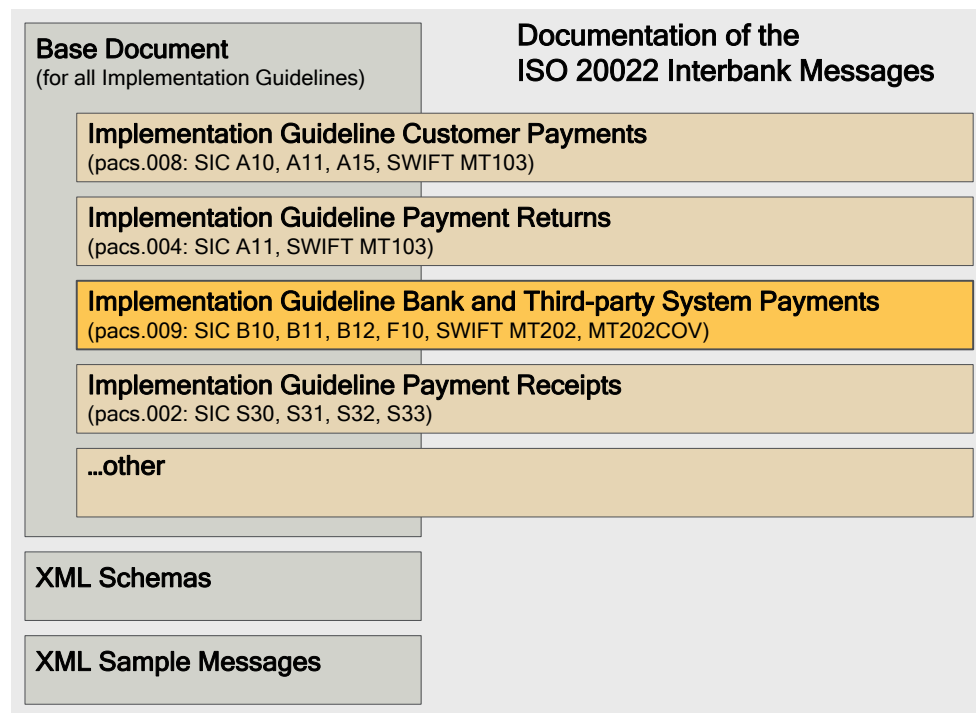 Base Document
(for all Implementation Guidelines)
Documentation of the
ISO 20022 Interbank Messages
Implementation Guideline Customer Payments
(pacs.008: SIC A10, A11, A15, SWIFT MT103)
Implementation Guideline Payment Returns
(pacs.004: SIC A11, SWIFT MT103)
Implementation Guideline Bank and Third-party System Payments
(pacs.009: SIC B10, B11, B12, F10, SWIFT MT202, MT202COV)
Implementation Guideline Payment Receipts
(pacs.002: SIC S30, S31, S32, S33)
...other
XML Schemas
XML Sample Messages